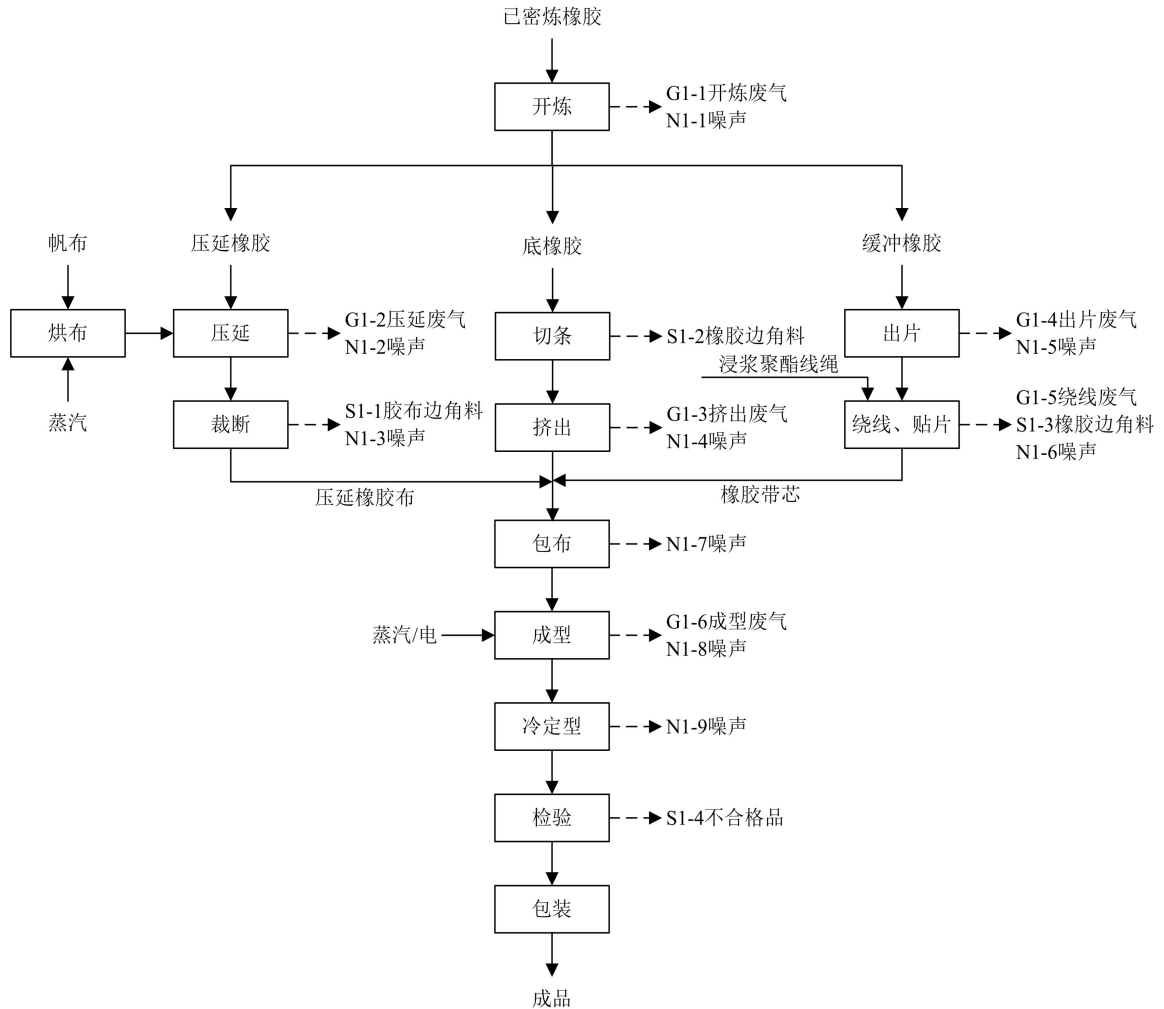 已密炼橡胶
开炼
G1-1开炼废气
N1-1噪声
帆布
压延橡胶
底橡胶
缓冲橡胶
烘布
压延
G1-2压延废气
N1-2噪声
切条
S1-2橡胶边角料
出片
G1-4出片废气
N1-5噪声
浸浆聚酯线绳
蒸汽
裁断
S1-1胶布边角料
N1-3噪声
挤出
G1-3挤出废气
N1-4噪声
绕线、贴片
G1-5绕线废气
S1-3橡胶边角料
N1-6噪声
压延橡胶布
橡胶带芯
包布
N1-7噪声
蒸汽/电
成型
G1-6成型废气
N1-8噪声
冷定型
N1-9噪声
检验
S1-4不合格品
包装
成品